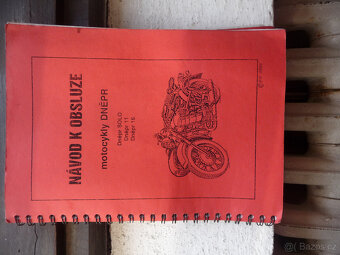 NÁVOD K OBSLUZE
motocykly DNĚPR
Dněpr SOLO
Dněpr 11
Dněpr 16
Bazoš.cz